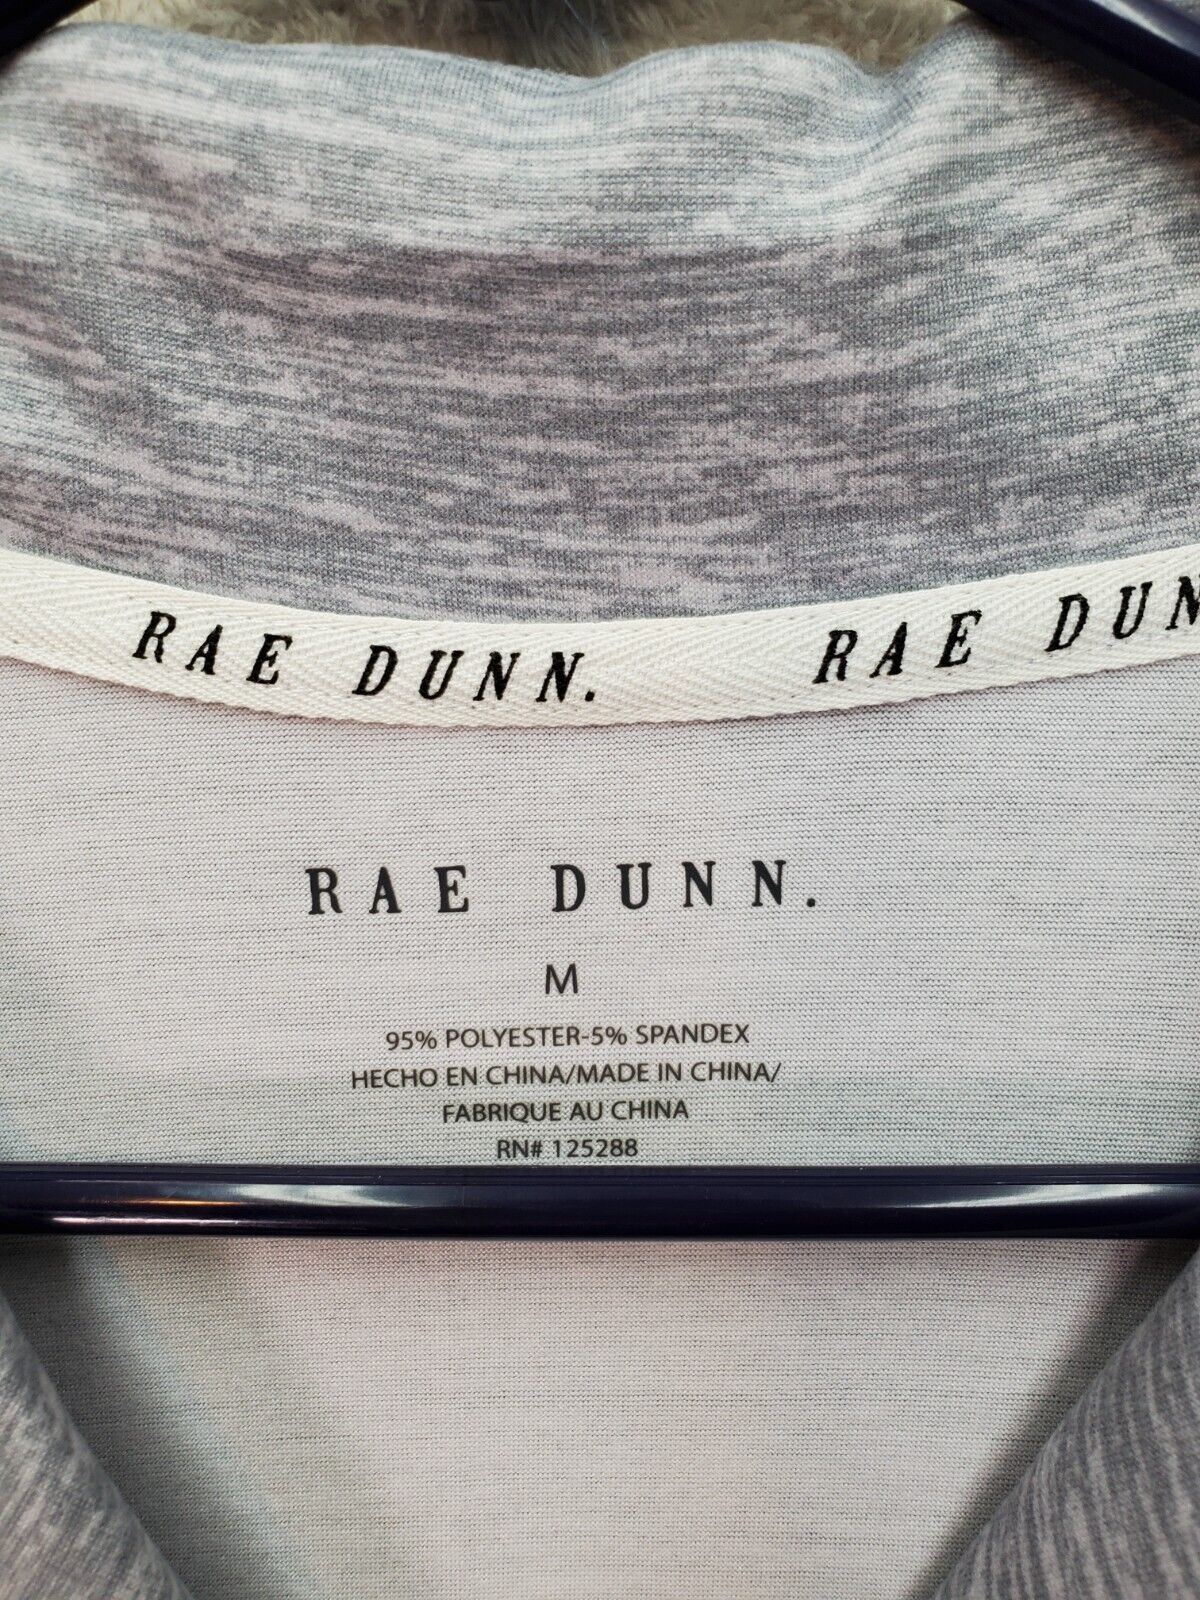 RAE DUNN.
RAE DUN
RAE DUNN.
M
95% POLYESTER-5% SPANDEX
HECHO EN CHINA/MADE IN CHINA/
FABRIQUE AU CHINA
RN# 125288